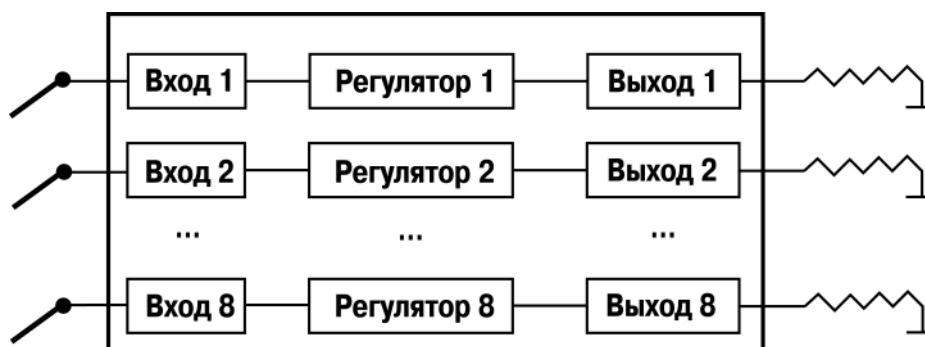 Вход 1 Регулятор 1 Выход 1
Вход 2 Регулятор 2 Выход 2
... ... ...
Вход 8 Регулятор 8 Выход 8